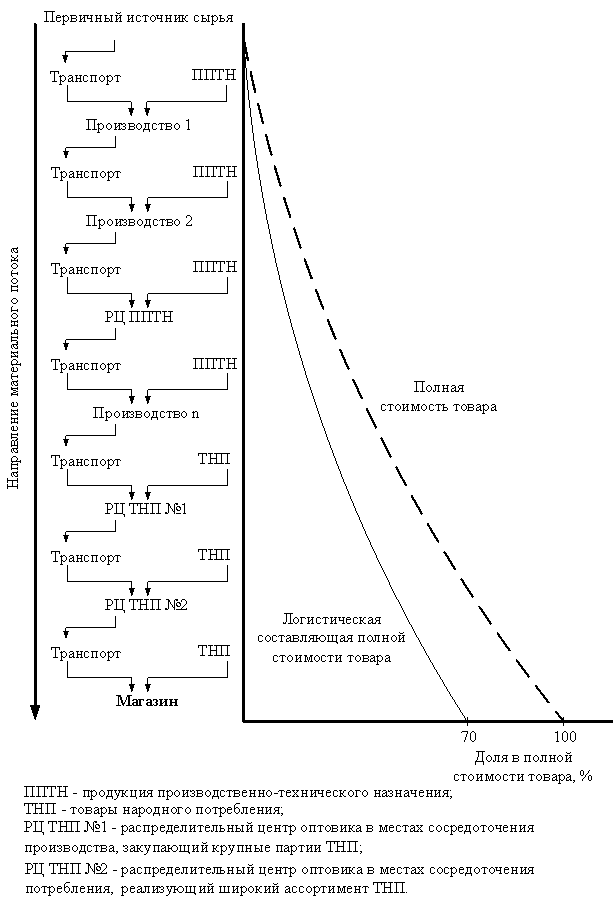 Первичный источник сырья
Транспорт
ППТН
Производство 1
Транспорт
ППТН
Производство 2
Транспорт
ППТН
РЦ ППТН
Транспорт
ППТН
Производство n
Транспорт
ТНП
РЦ ТНП №1
Транспорт
ТНП
РЦ ТНП №2
Транспорт
ТНП
Магазин
Направление материального потока
Полная
стоимость товара
Логистическая
составляющая полной
стоимости товара
70
100
Доля в полной
стоимости товара, %
ППТН - продукция производственно-технического назначения;
ТНП - товары народного потребления;
РЦ ТНП №1 - распределительный центр оптовика в местах сосредоточения
производства, закупающий крупные партии ТНП;
РЦ ТНП №2 - распределительный центр оптовика в местах сосредоточения
потребления, реализующий широкий ассортимент ТНП.